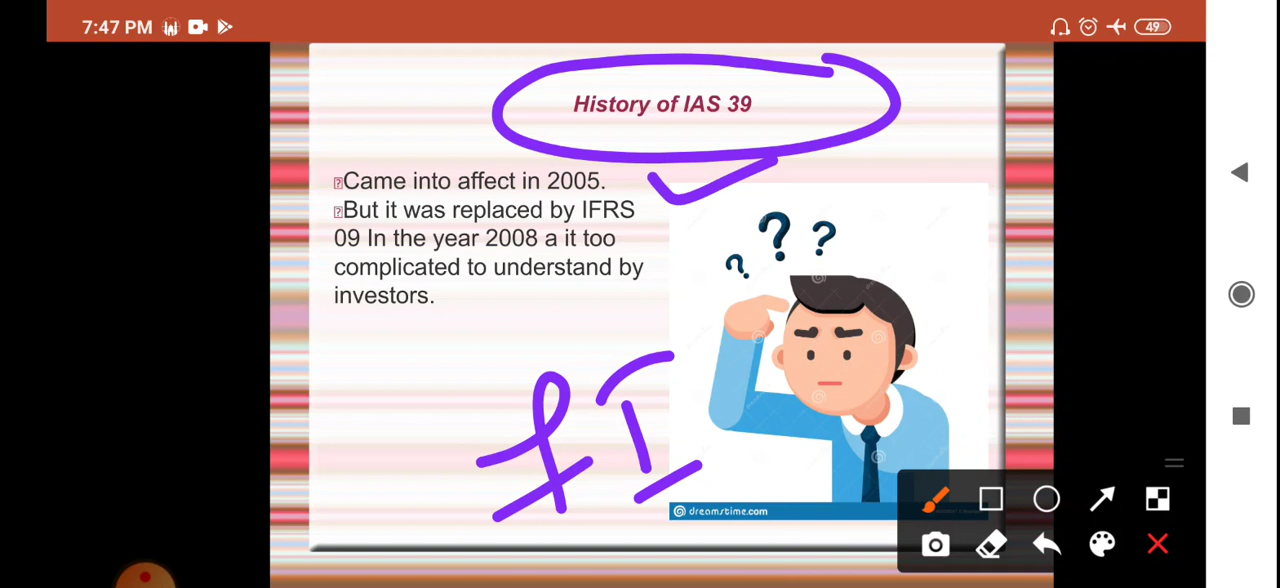 7:47 PM
49
History of IAS 39
Came into affect in 2005.
But it was replaced by IFRS
09 In the year 2008 a it too
complicated to understand by
investors.
? ? ?
fI
dreamstime.com